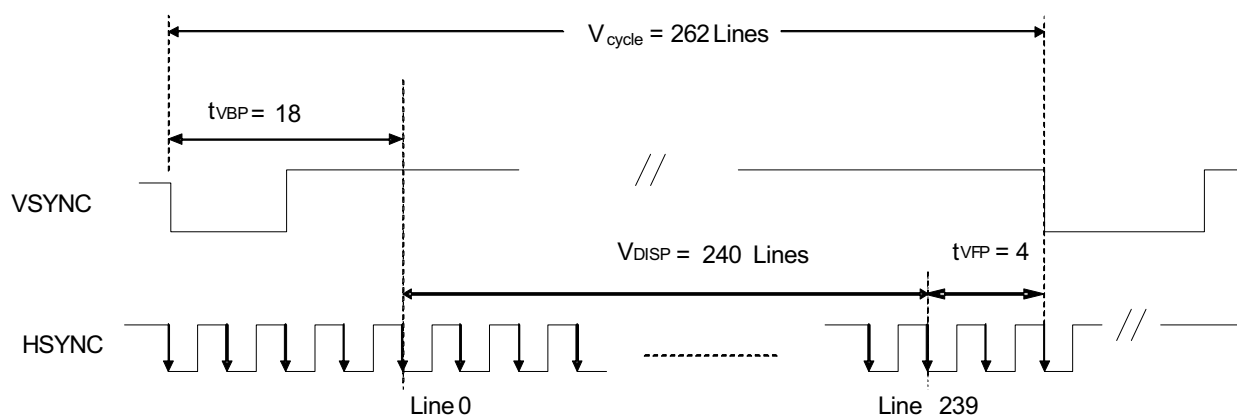 Vcycle = 262 Lines
tVBP = 18
VSYNC
VDISP = 240 Lines
tVFP = 4
HSYNC
Line 0
Line 239